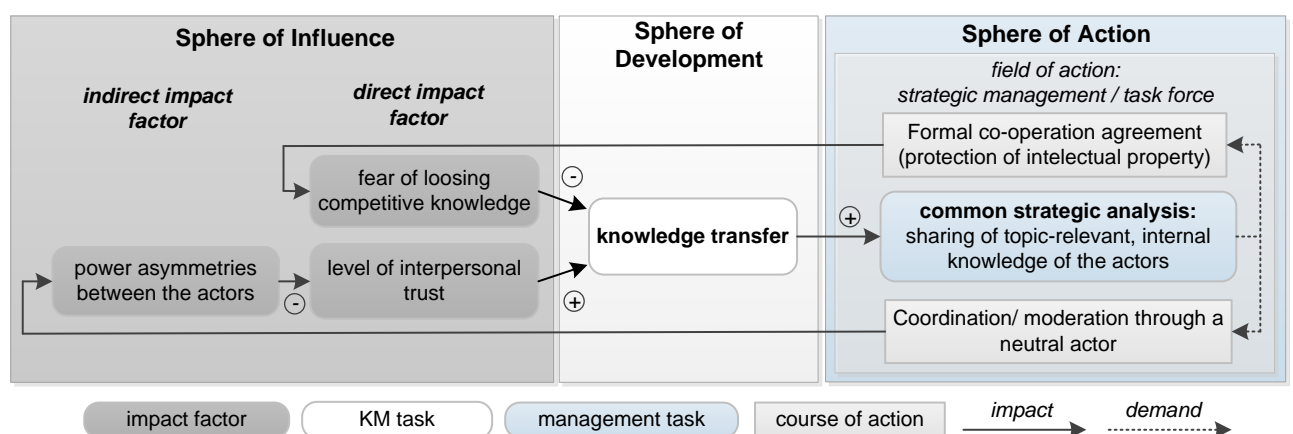 Sphere of Influence
indirect impact
factor
direct impact
factor
fear of loosing
competitive knowledge
-
power asymmetries
between the actors
-
level of interpersonal
trust
+
Sphere of
Development
knowledge transfer
+
Sphere of Action
field of action:
strategic management / task force
Formal co-operation agreement
(protection of intelectual property)
common strategic analysis:
sharing of topic-relevant, internal
knowledge of the actors
Coordination/ moderation through a
neutral actor
impact factor
KM task
management task
course of action
impact
demand